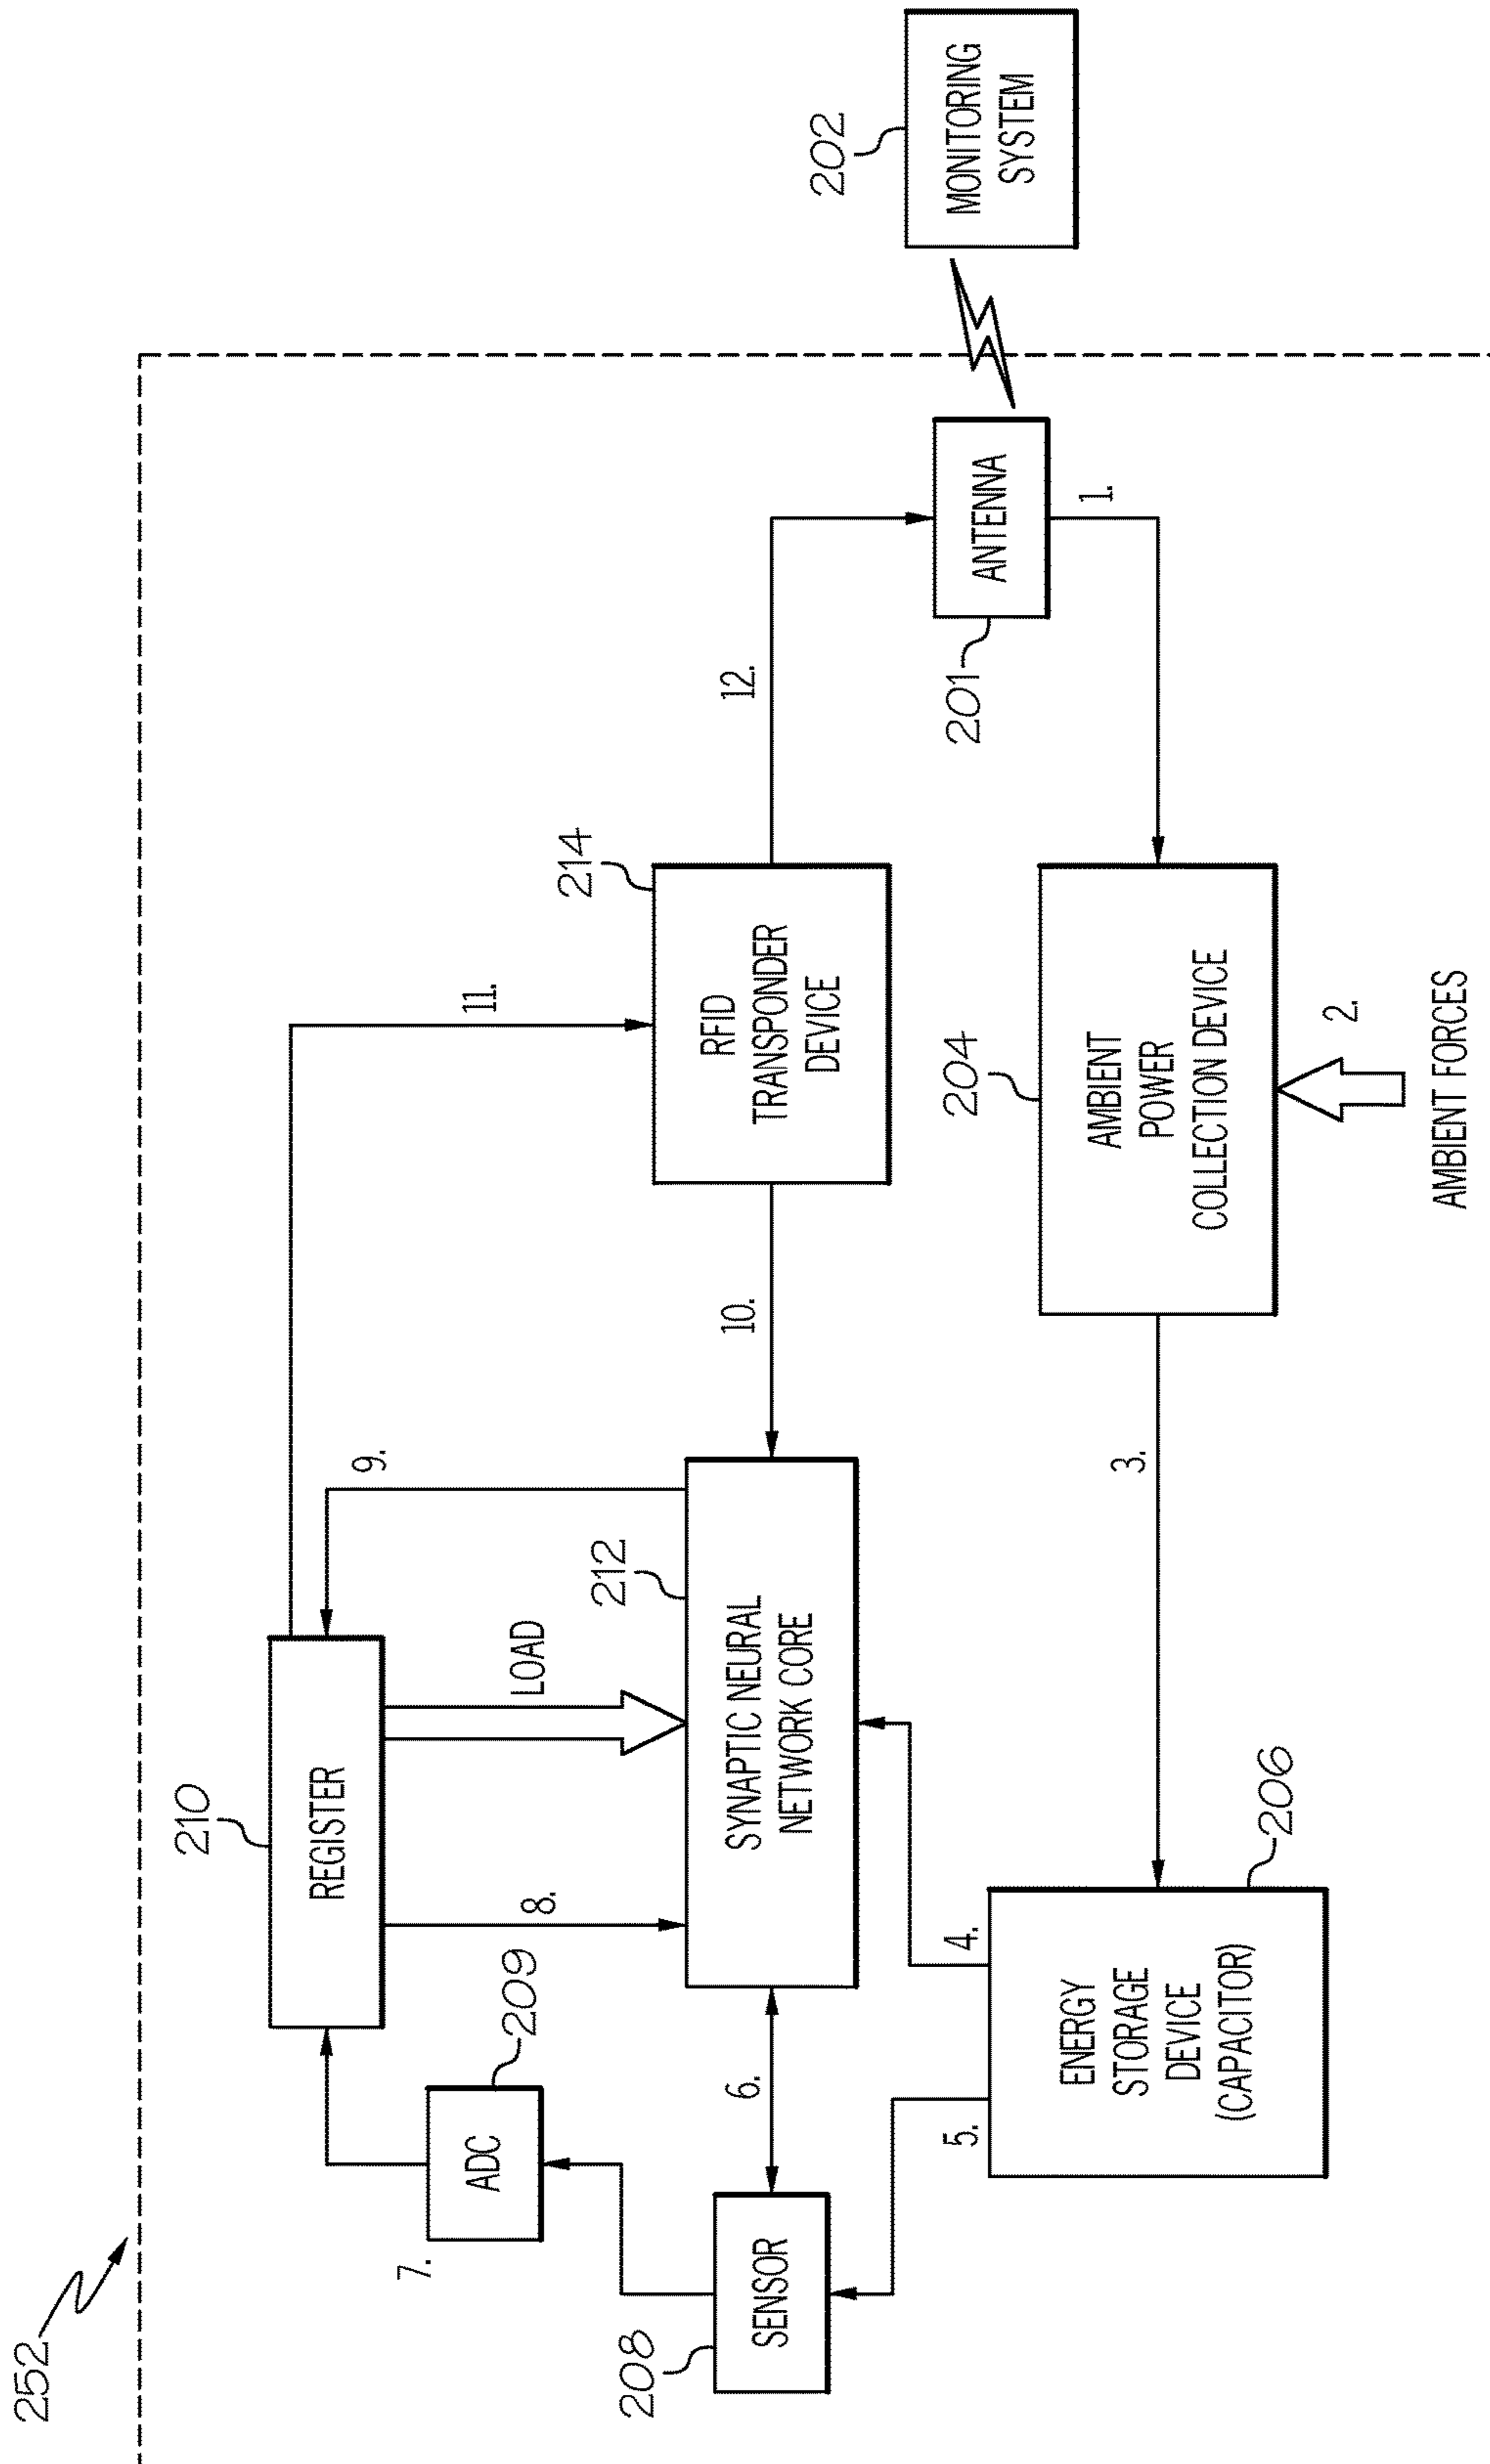 252
210
REGISTER
11.
9.
LOAD
8.
7.
ADC
209
212
SYNAPTIC NEURAL
NETWORK CORE
10.
214
RFID
TRANSPONDER
DEVICE
12.
208
SENSOR
6.
5.
4.
ENERGY
STORAGE
DEVICE
(CAPACITOR)
206
3.
204
AMBIENT
POWER
COLLECTION DEVICE
2.
AMBIENT FORCES
201
ANTENNA
1.
202
MONITORING
SYSTEM